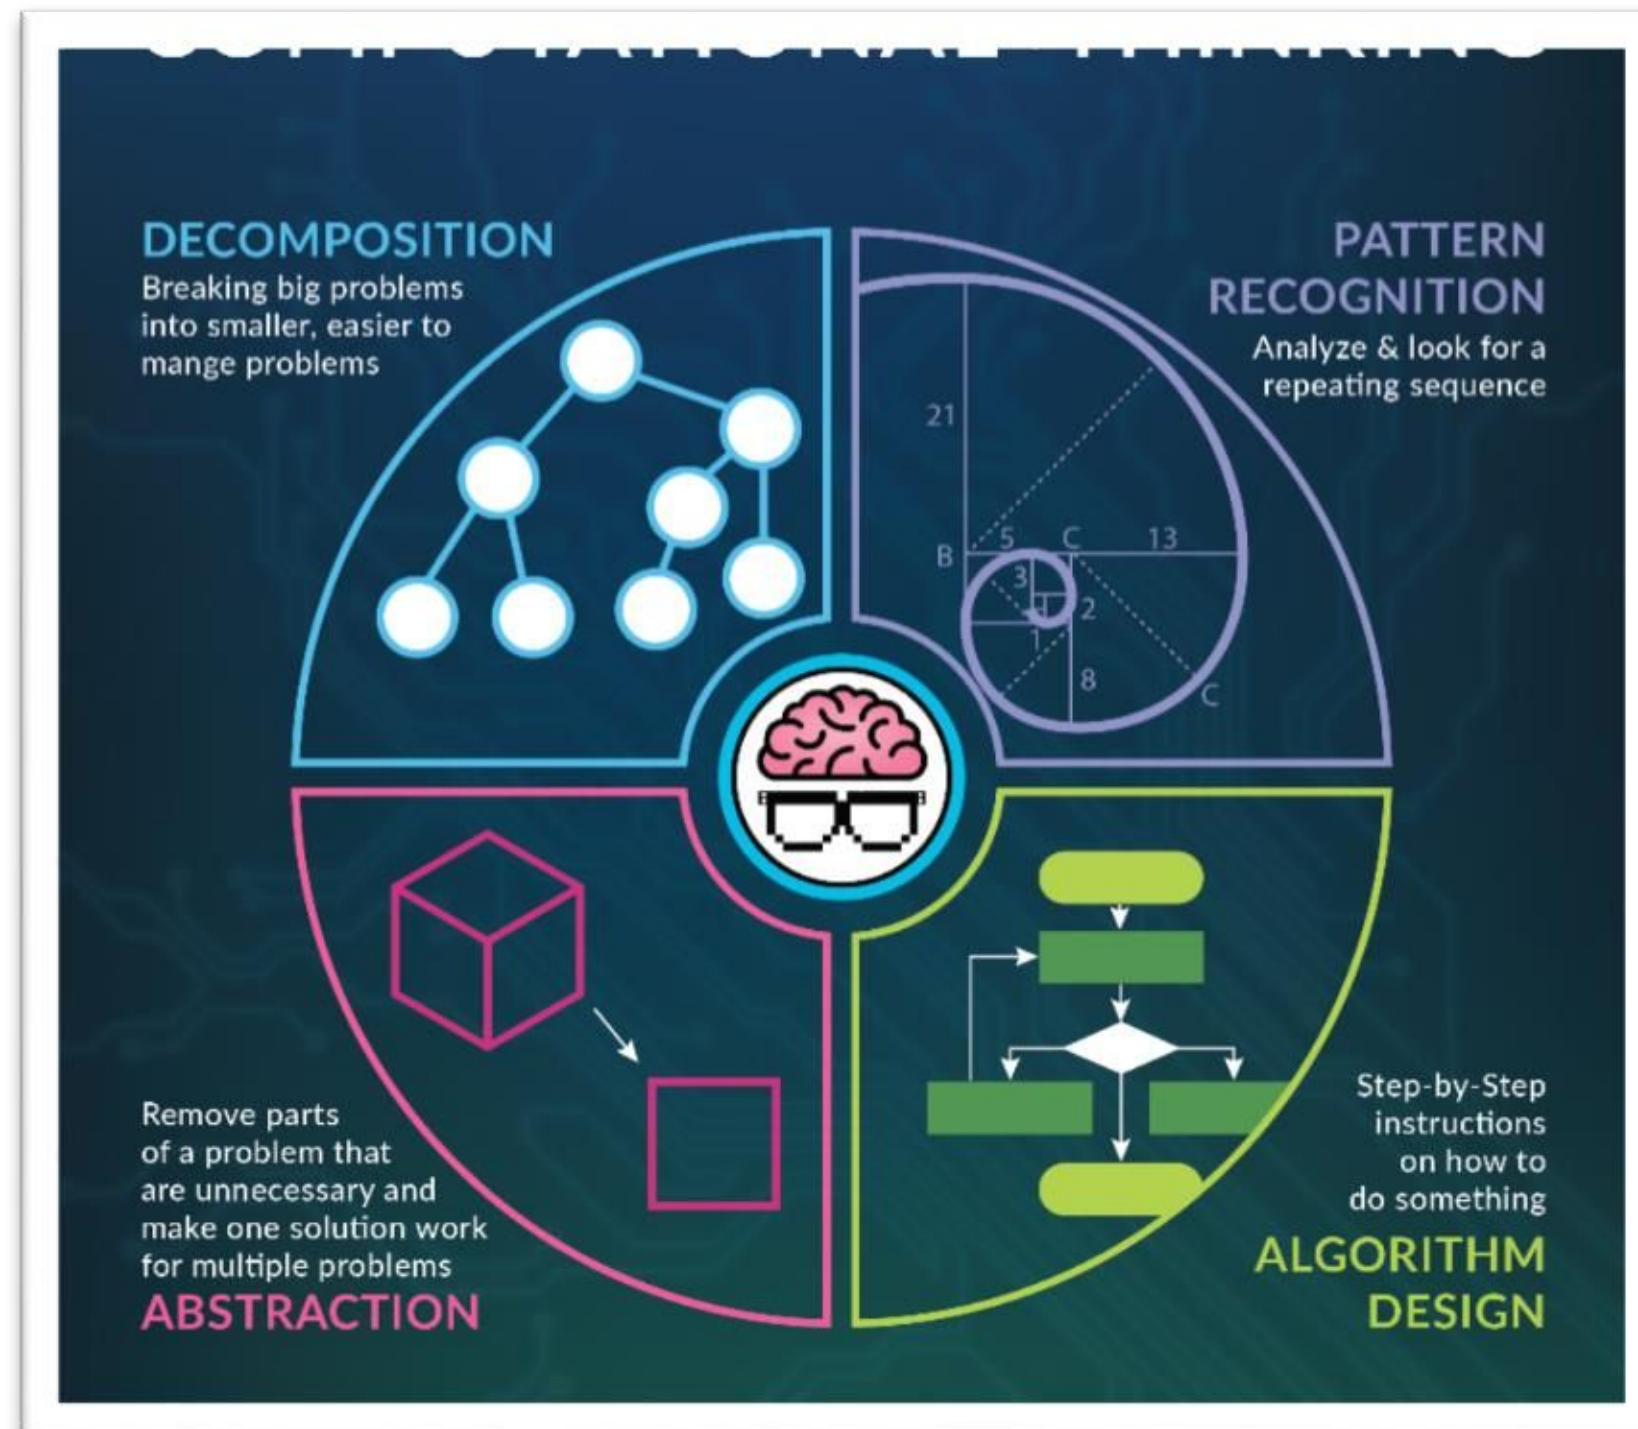 DECOMPOSITION
Breaking big problems
into smaller, easier to
mange problems
PATTERN
RECOGNITION
Analyze & look for a
repeating sequence
21
B
5
C
13
3
2
1
8
C
Remove parts
of a problem that
are unnecessary and
make one solution work
for multiple problems
ABSTRACTION
Step-by-Step
instructions
on how to
do something
ALGORITHM
DESIGN